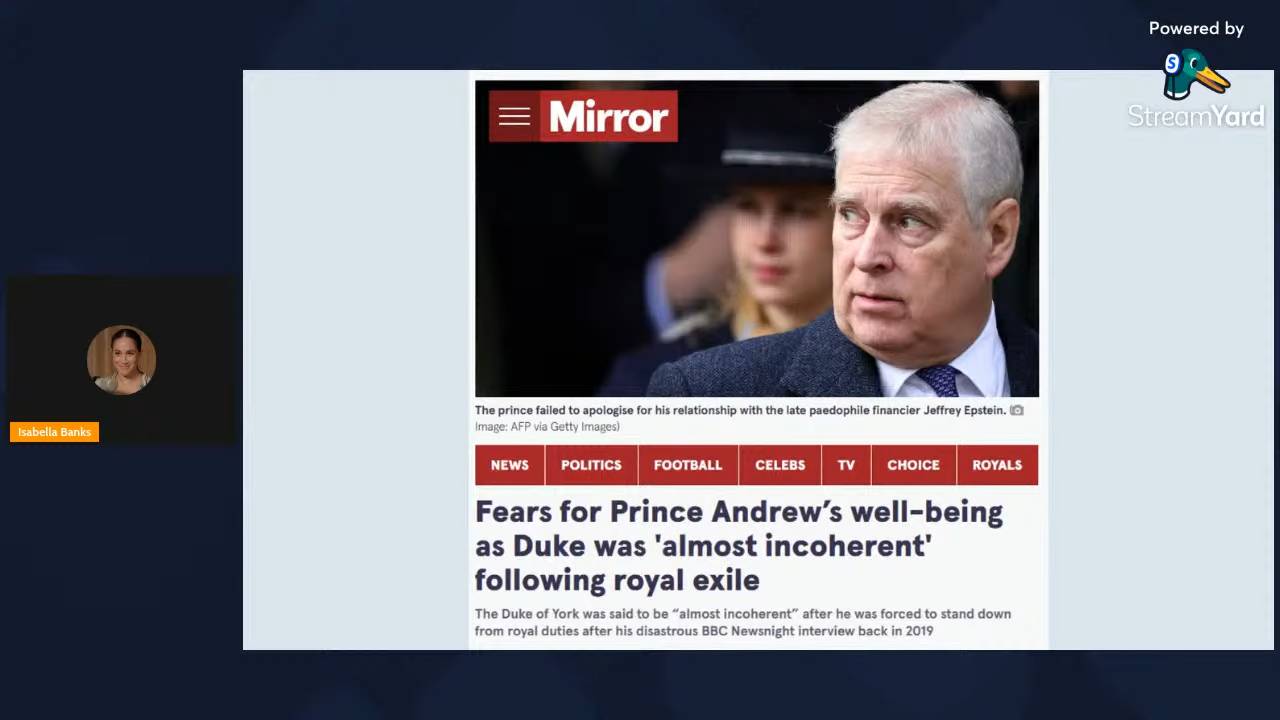 Powered by
StreamYard
Mirror
The prince failed to apologise for his relationship with the late paedophile financier Jeffrey Epstein.
Image: AFP via Getty Images)
NEWS
POLITICS
FOOTBALL
CELEBS
TV
CHOICE
ROYALS
Isabella Banks
Fears for Prince Andrew’s well-being
as Duke was 'almost incoherent'
following royal exile
The Duke of York was said to be “almost incoherent” after he was forced to stand down
from royal duties after his disastrous BBC Newsnight interview back in 2019